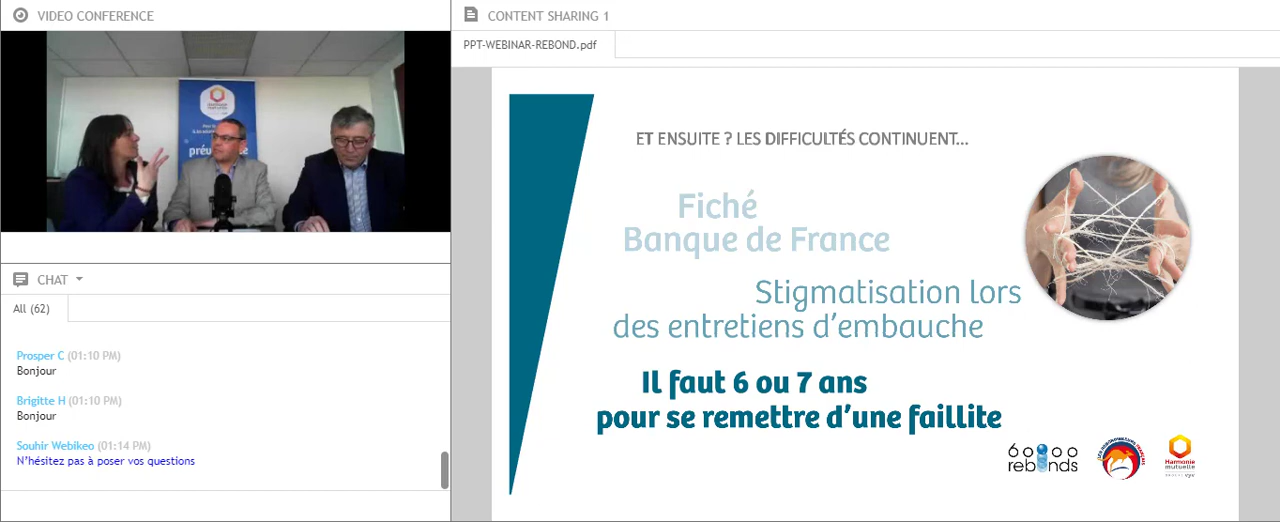 VIDEO CONFERENCE
prév
CHAT
All (62)
Prosper C (01:10 PM)
Bonjour
Brigitte H (01:10 PM)
Bonjour
Souhir Webikeo (01:14 PM)
N'hésitez pas à poser vos questions
CONTENT SHARING 1
PPT-WEBINAR-REBOND.pdf
ET ENSUITE ? LES DIFFICULTÉS CONTINUENT...
Fiché
Banque de France
Stigmatisation lors
des entretiens d'embauche
Il faut 6 ou 7 ans
pour se remettre d'une faillite
60 000
rebonds
Harmonie
mutuelle